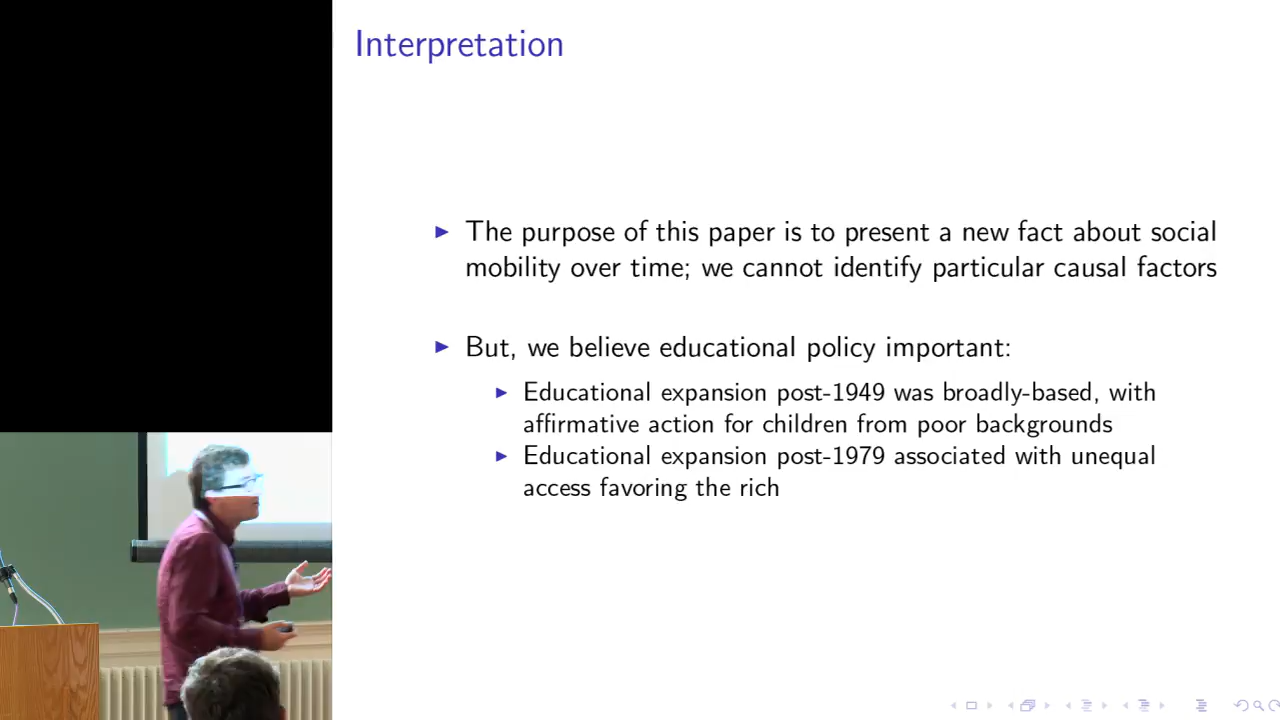 Interpretation
The purpose of this paper is to present a new fact about social
mobility over time; we cannot identify particular causal factors
But, we believe educational policy important:
Educational expansion post-1949 was broadly-based, with
affirmative action for children from poor backgrounds
Educational expansion post-1979 associated with unequal
access favoring the rich